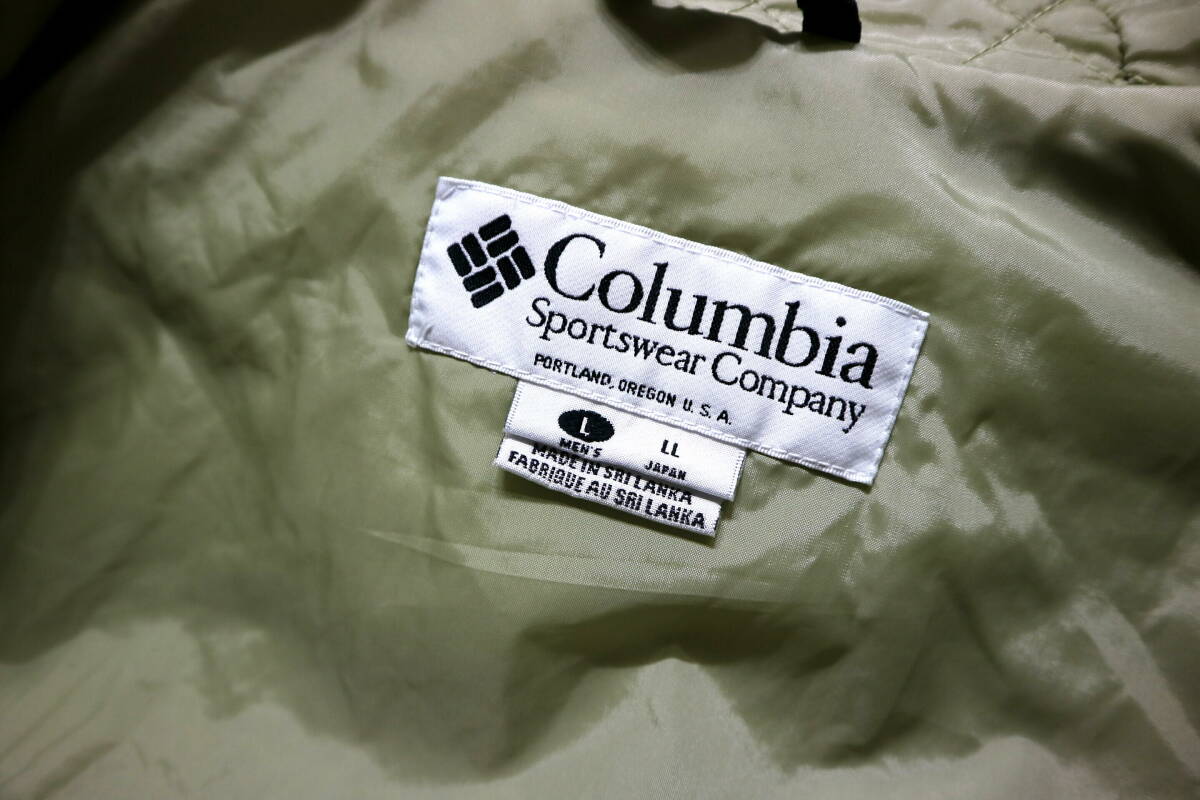 Columbia
Sportswear Company
PORTLAND, OREGON U.S.A.
L LL
MEN'S JAPAN
MADE IN SRI LANKA
FABRIQUE AU SRI LANKA